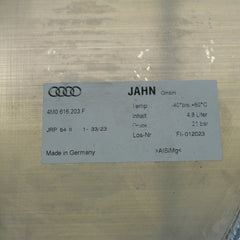 JAHN GmbH
4M0 616 203 F
Temp. -40°bis.+80°C
Inhalt 4,8 Liter
JRP 64 II 1- 33/23
Druck 21 bar
Los-Nr FI-012023
Made in Germany
>AlSiMg<